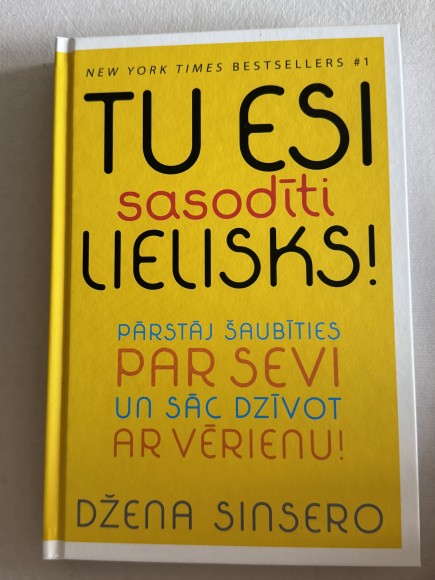 NEW YORK TIMES BESTSELLERS #1
TU ESI
sasodīti
LIELISKS!
PĀRSTĀJ ŠAUBĪTIES
PAR SEVI
UN SĀC DZĪVOT
AR VĒRIENU!
DŽENA SINSERO